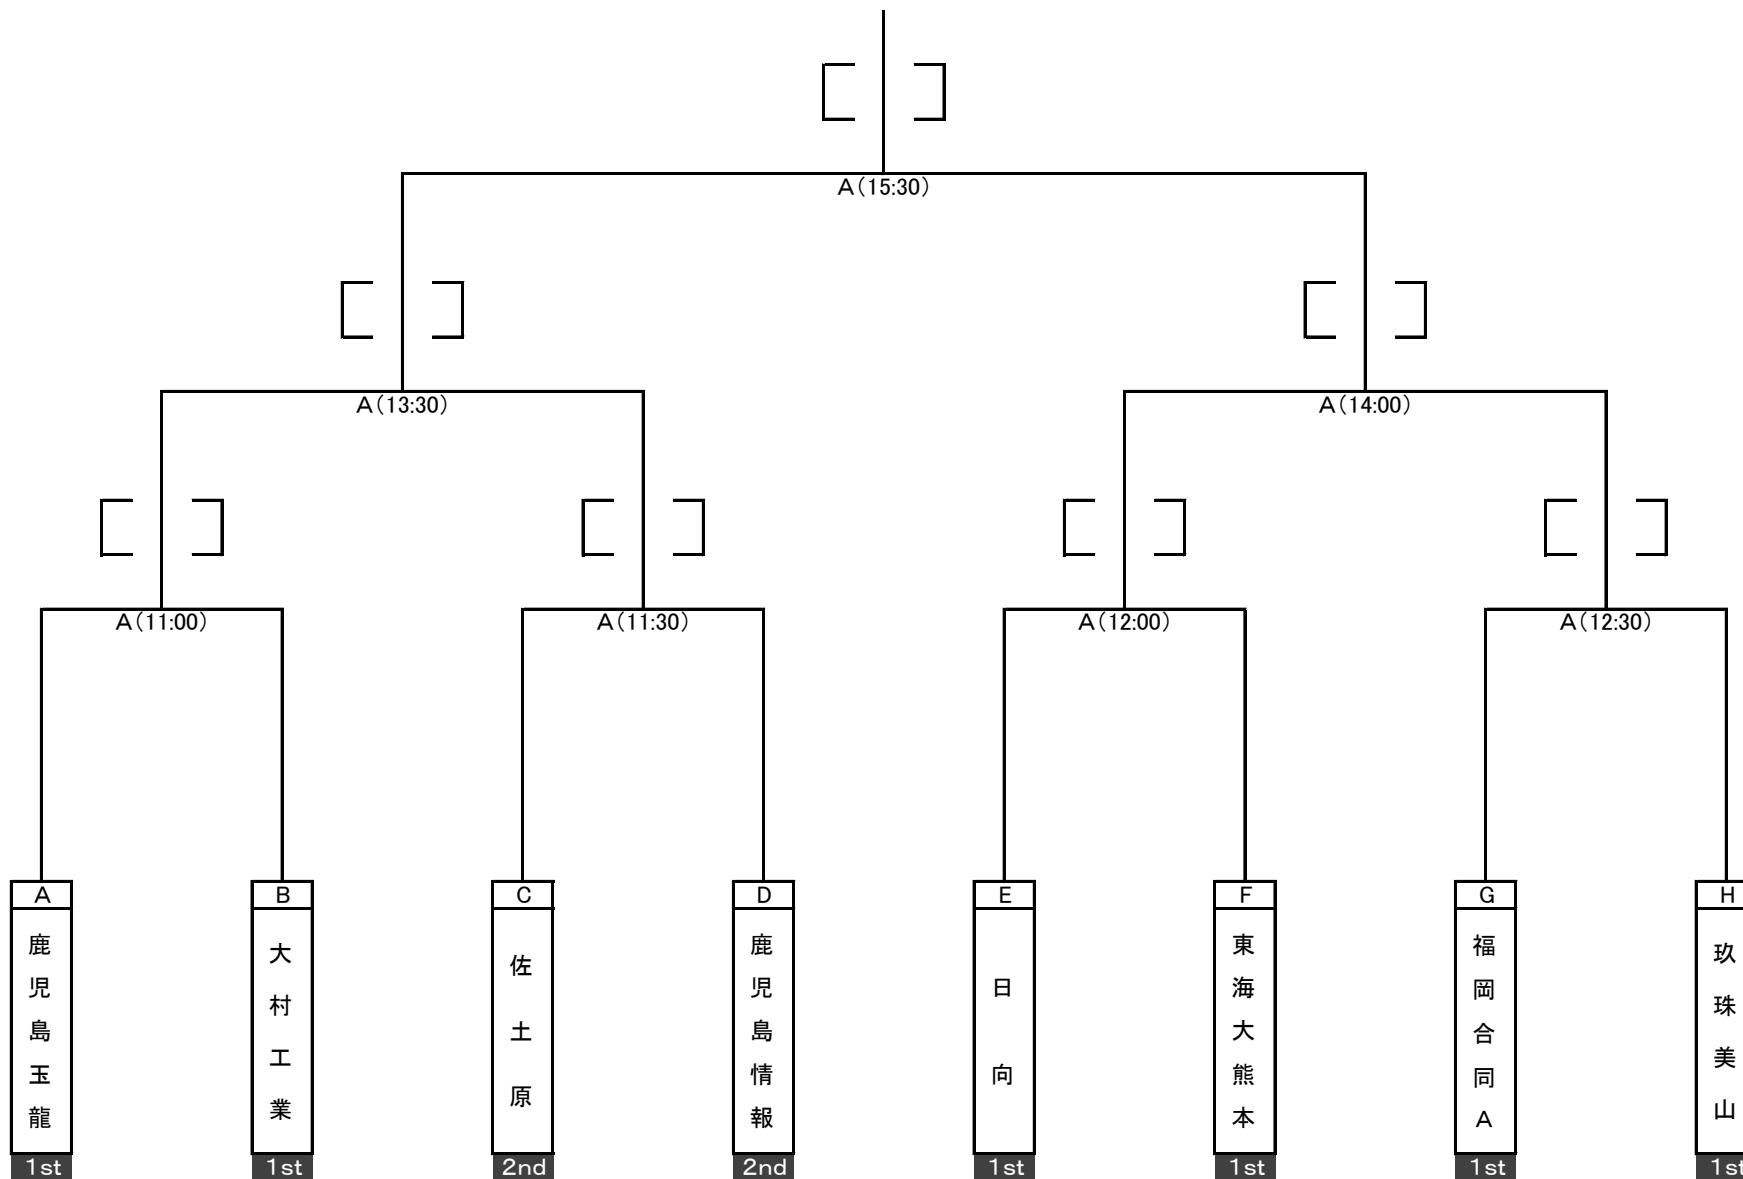 A(15:30)
A(13:30)
A(14:00)
A(11:00)
A(11:30)
A(12:00)
A(12:30)
A
B
C
D
E
F
G
H
鹿児島玉龍
大村工業
佐土原
鹿児島情報
日向
東海大熊本
福岡合同A
玖珠美山
1st
1st
2nd
2nd
1st
1st
1st
1st